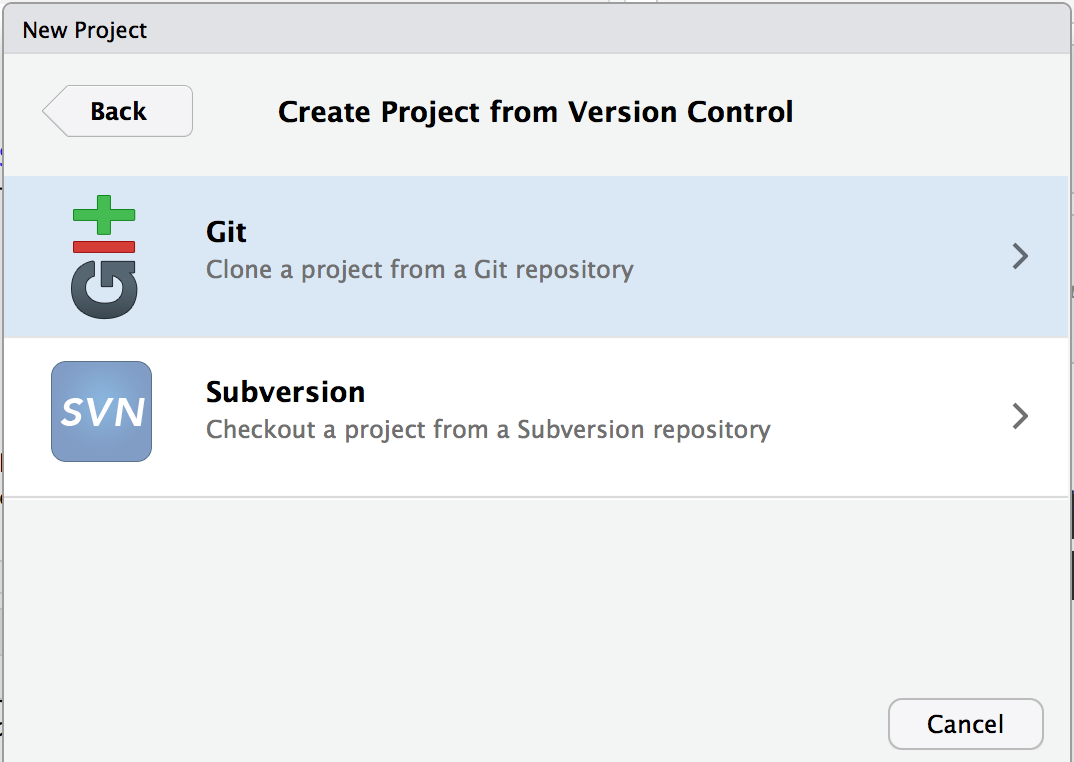 New Project
Back
Create Project from Version Control
Git
Git
Clone a project from a Git repository
SVN
Subversion
Checkout a project from a Subversion repository
Cancel